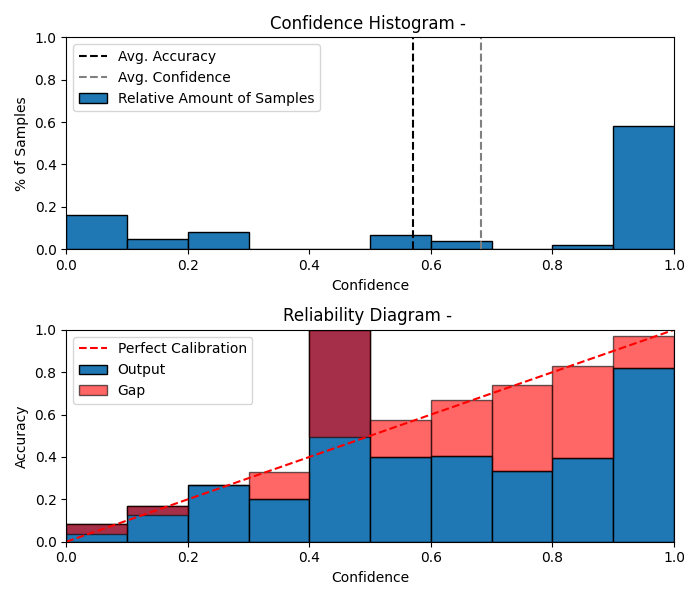 Confidence Histogram -
1.0
0.8
0.6
0.4
0.2
0.0
% of Samples
Avg. Accuracy
Avg. Confidence
Relative Amount of Samples
0.0 0.2 0.4 0.6 0.8 1.0
Confidence
Reliability Diagram -
1.0
0.8
0.6
0.4
0.2
0.0
Accuracy
Perfect Calibration
Output
Gap
0.0 0.2 0.4 0.6 0.8 1.0
Confidence